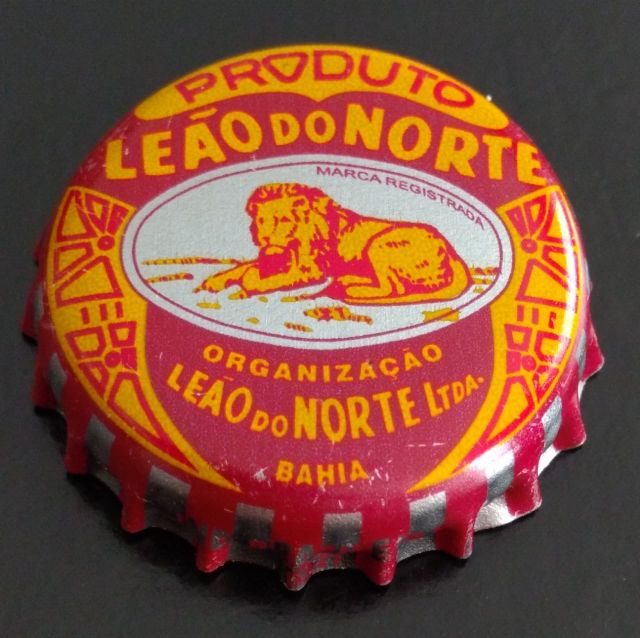 PRODUTO
LEÃO DO NORTE
MARCA REGISTRADA
ORGANIZAÇÃO
LEÃO DO NORTE LTDA.
BAHIA